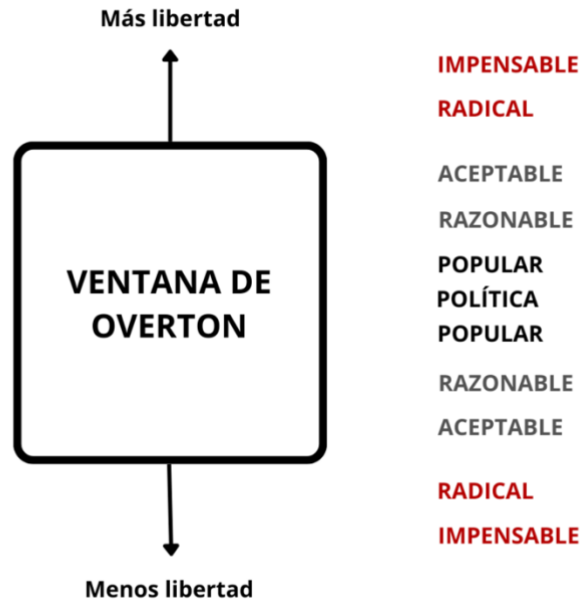 Más libertad
IMPENSABLE
RADICAL
ACEPTABLE
RAZONABLE
POPULAR
POLÍTICA
POPULAR
RAZONABLE
ACEPTABLE
RADICAL
IMPENSABLE
VENTANA DE
OVERTON
Menos libertad